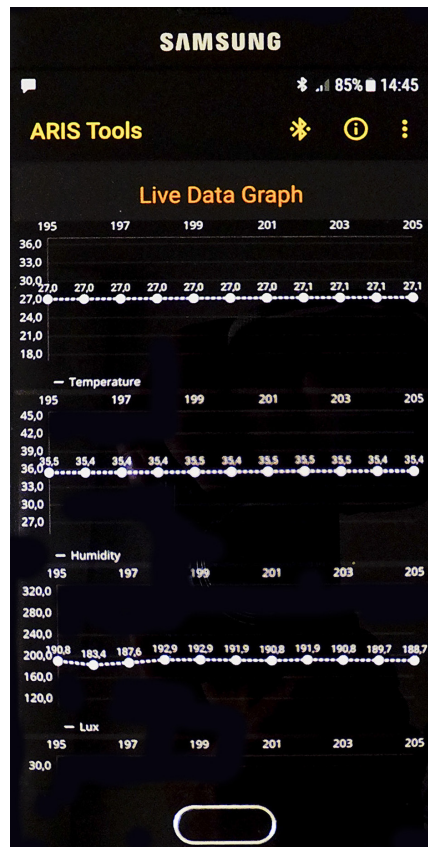 SAMSUNG
85% 14:45
ARIS Tools
Live Data Graph
195 197 199 201 203 205
36,0
33,0
30,0
27,0 27,0 27,0 27,0 27,0 27,0 27,0 27,1 27,1 27,1 27,1
27,0
24,0
21,0
18,0
Temperature
195 197 199 201 203 205
45,0
42,0
39,0
35,5 35,4 35,4 35,4 35,5 35,4 35,5 35,5 35,5 35,4 35,4
36,0
33,0
30,0
27,0
Humidity
195 197 199 201 203 205
320,0
280,0
240,0
190,8 183,4 187,6 192,9 192,9 191,9 190,8 191,9 190,8 189,7 188,7
200,0
160,0
120,0
Lux
195 197 199 201 203 205
30,0